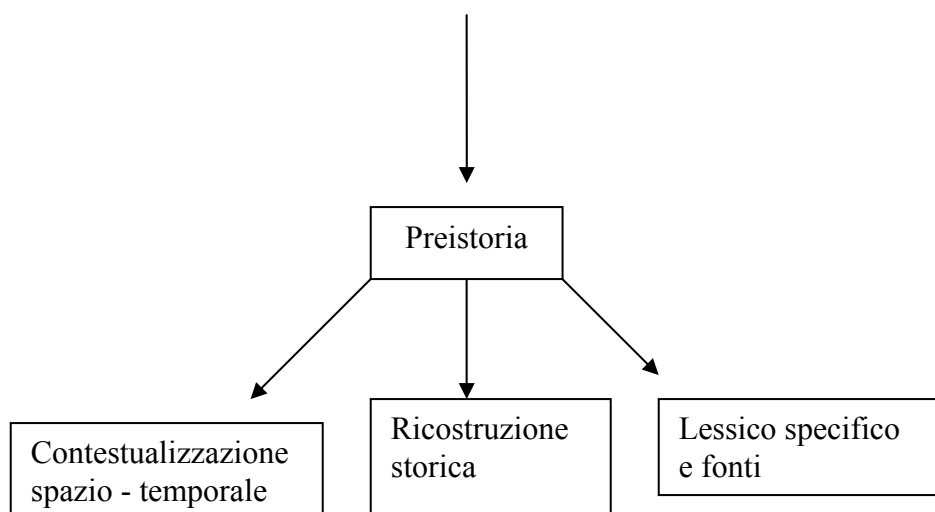 Preistoria
Contestualizzazione
spazio - temporale
Ricostruzione
storica
Lessico specifico
e fonti